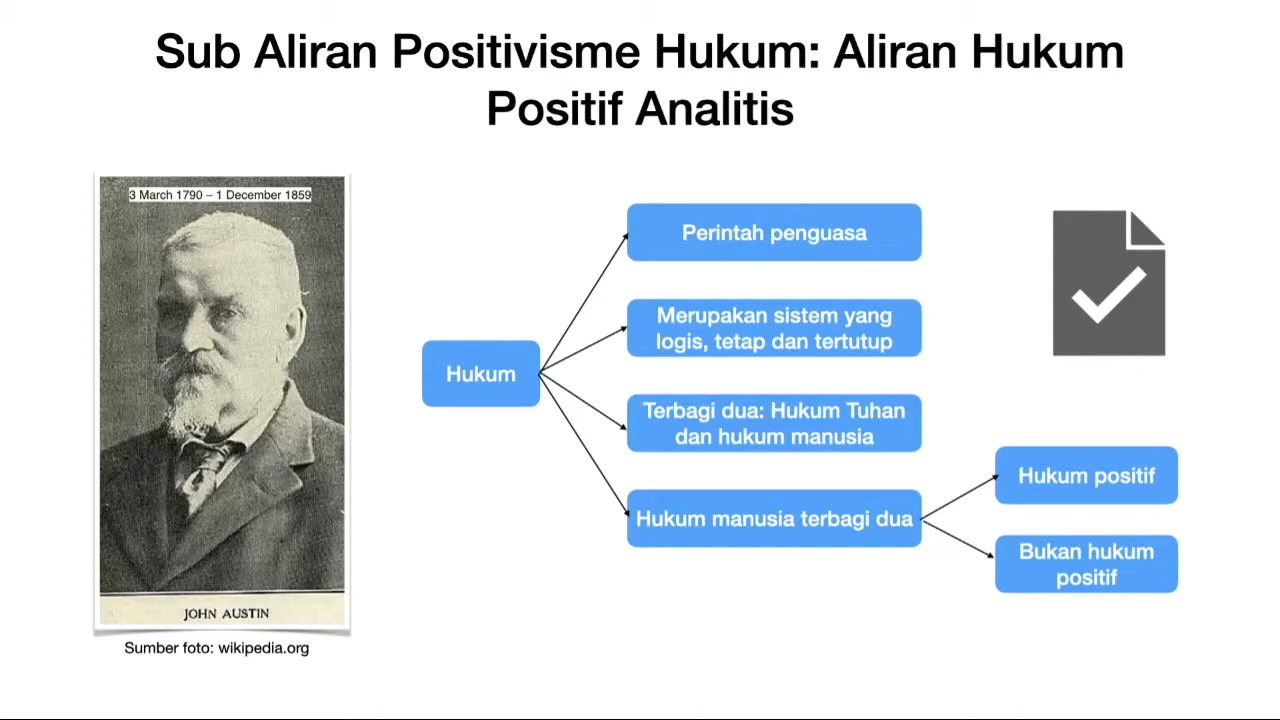 Sub Aliran Positivisme Hukum: Aliran Hukum
Positif Analitis
3 March 1790 – 1 December 1859
JOHN AUSTIN
Sumber foto: wikipedia.org
Hukum
Perintah penguasa
Merupakan sistem yang
logis, tetap dan tertutup
Terbagi dua: Hukum Tuhan
dan hukum manusia
Hukum manusia terbagi dua
Hukum positif
Bukan hukum
positif